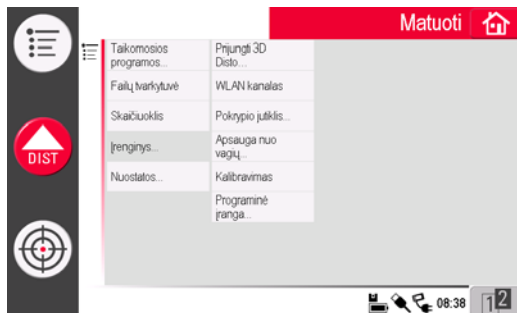 Matuoti
Taikomosios
programos...
Failų tvarkytuvė
Skaičiuoklis
Įrenginys...
Nuostatos...
Prijungti 3D
Disto...
WLAN kanalas
Pokrypio jutiklis...
Apsauga nuo
vagių...
Kalibravimas
Programinė
įranga...
DIST
08:38
1 2